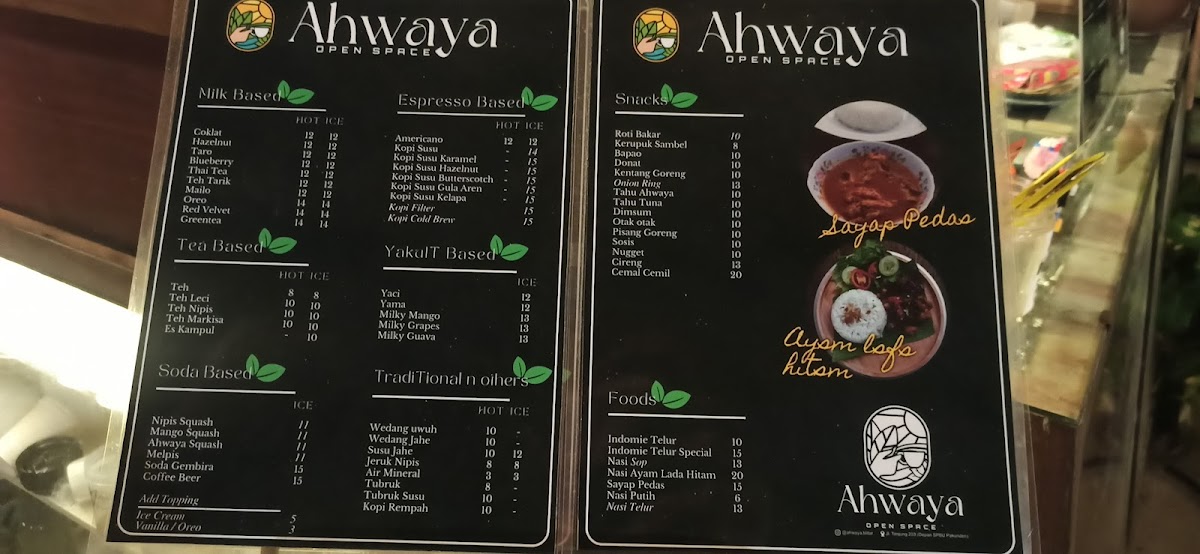 Ahwaya
OPEN SPACE
Milk Based
HOT ICE
Coklat 12 12
Hazelnut 12 12
Taro 12 12
Blueberry 12 12
Thai Tea 12 12
Teh Tarik 12 12
Mailo 12 12
Oreo 14 14
Red Velvet 14 14
Greentea 14 14
Tea Based
HOT ICE
Teh 8 8
Teh Leci 10 10
Teh Nipis 10 10
Teh Markisa 10 10
Es Kampul - 10
Soda Based
ICE
Nipis Squash 11
Mango Squash 11
Ahwaya Squash 11
Melpis 11
Soda Gembira 15
Coffee Beer 15
Add Topping
Ice Cream 5
Vanilla / Oreo 3
Espresso Based
HOT ICE
Americano 12 12
Kopi Susu - 14
Kopi Susu Karamel - 15
Kopi Susu Hazelnut - 15
Kopi Susu Butterscotch - 15
Kopi Susu Gula Aren - 15
Kopi Susu Kelapa - 15
Kopi Filter 15
Kopi Cold Brew 15
YakulT Based
ICE
Yaci 12
Yama 12
Milky Mango 13
Milky Grapes 13
Milky Guava 13
TradiTional n oihers
HOT ICE
Wedang uwuh 10 -
Wedang Jahe 10 -
Susu Jahe 10 12
Jeruk Nipis 8 8
Air Mineral 3 3
Tubruk 8 -
Tubruk Susu 10 -
Kopi Rempah 10 -
Ahwaya
OPEN SPACE
Snacks
Roti Bakar 10
Kerupuk Sambel 8
Bapao 10
Donat 10
Kentang Goreng 10
Onion Ring 13
Tahu Ahwaya 10
Tahu Tuna 10
Dimsum 10
Otak otak 10
Pisang Goreng 10
Sosis 10
Nugget 10
Cireng 13
Cemal Cemil 20
Sayap Pedas
Ayam lada
hitam
Foods
Indomie Telur 10
Indomie Telur Special 15
Nasi Sop 13
Nasi Ayam Lada Hitam 20
Sayap Pedas 15
Nasi Putih 6
Nasi Telur 13
Ahwaya
OPEN SPACE